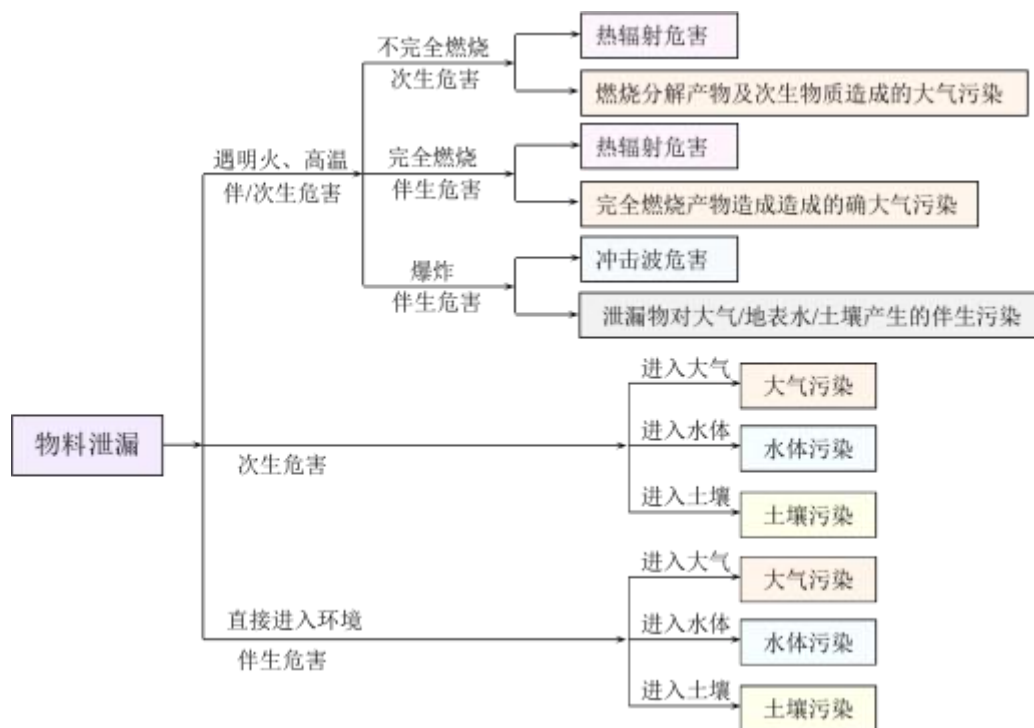 不完全燃烧
次生危害
热辐射危害
燃烧分解产物及次生物质造成的大气污染
遇明火、高温
伴/次生危害
完全燃烧
伴生危害
热辐射危害
完全燃烧产物造成造成的确大气污染
爆炸
伴生危害
冲击波危害
泄漏物对大气/地表水/土壤产生的伴生污染
物料泄漏
次生危害
进入大气
大气污染
进入水体
水体污染
进入土壤
土壤污染
直接进入环境
伴生危害
进入大气
大气污染
进入水体
水体污染
进入土壤
土壤污染